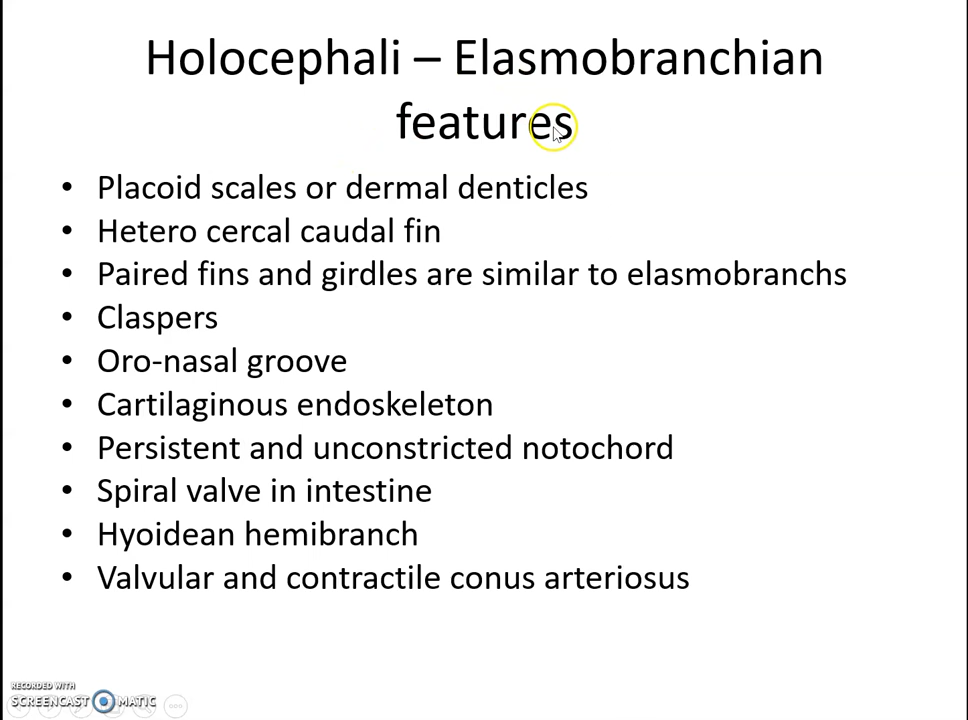 Holocephali – Elasmobranchian
features
• Placoid scales or dermal denticles
• Hetero cercal caudal fin
• Paired fins and girdles are similar to elasmobranchs
• Claspers
• Oro-nasal groove
• Cartilaginous endoskeleton
• Persistent and unconstricted notochord
• Spiral valve in intestine
• Hyoidean hemibranch
• Valvular and contractile conus arteriosus
RECORDED WITH
SCREENCAST MATIC